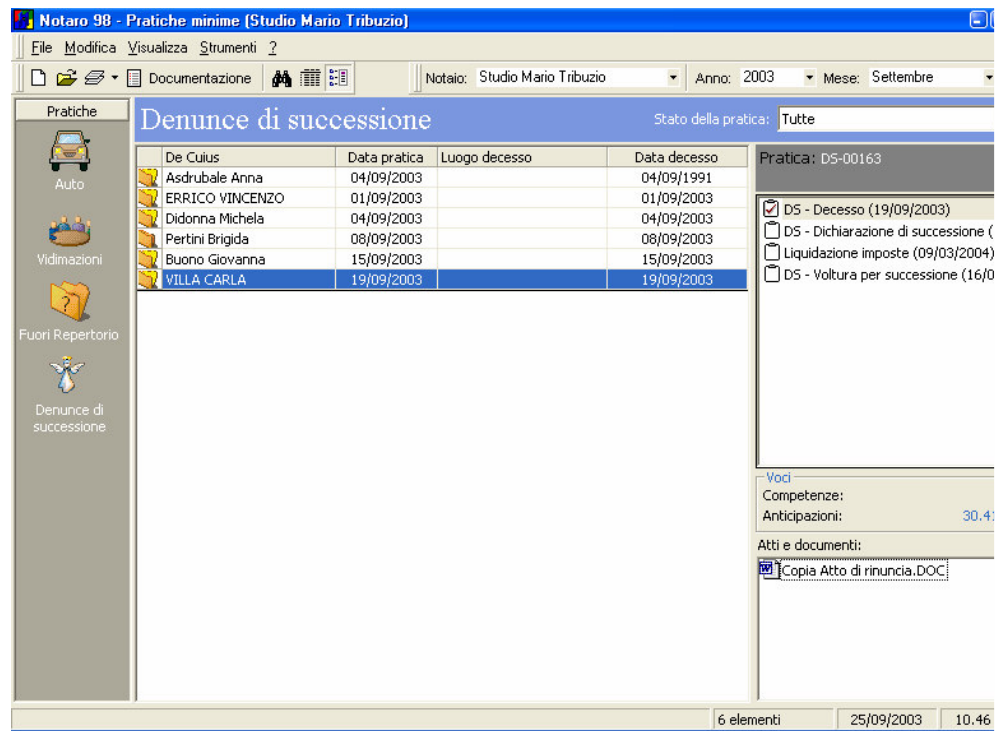 Notaro 98 - Pratiche minime (Studio Mario Tribuzio)
File Modifica Visualizza Strumenti ?
Documentazione Notaio: Studio Mario Tribuzio Anno: 2003 Mese: Settembre
Pratiche
Auto
Vidimazioni
Fuori Repertorio
Denunce di
successione
Denunce di successione Stato della pratica: Tutte
De Cuius Data pratica Luogo decesso Data decesso
Asdrubale Anna 04/09/2003 04/09/1991
ERRICO VINCENZO 01/09/2003 01/09/2003
Didonna Michela 04/09/2003 04/09/2003
Pertini Brigida 08/09/2003 08/09/2003
Buono Giovanna 15/09/2003 15/09/2003
VILLA CARLA 19/09/2003 19/09/2003
Pratica: DS-00163
DS - Decesso (19/09/2003)
DS - Dichiarazione di successione (
Liquidazione imposte (09/03/2004)
DS - Voltura per successione (16/0
Voci
Competenze:
Anticipazioni: 30.41
Atti e documenti:
Copia Atto di rinuncia.DOC
6 elementi 25/09/2003 10.46